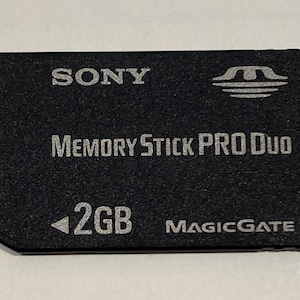 SONY
MEMORY STICK PRO DUO
◄2GB MAGICGATE